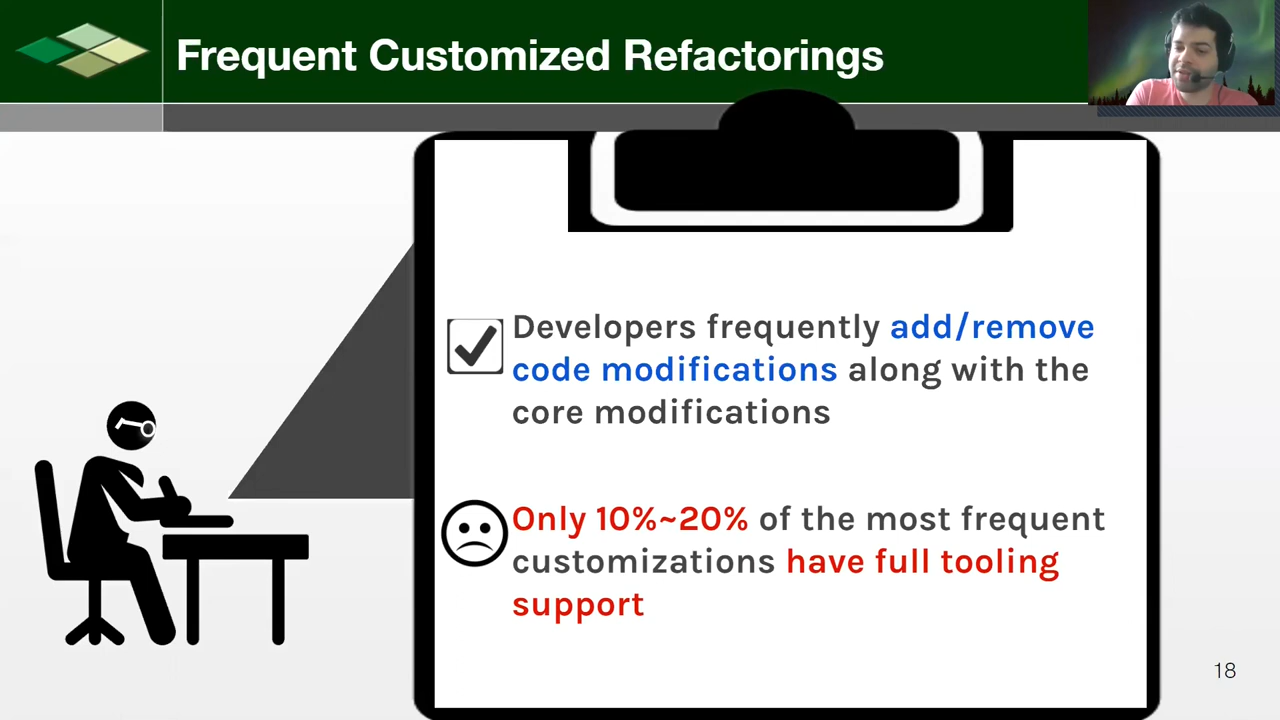 Frequent Customized Refactorings
Developers frequently add/remove
code modifications along with the
core modifications
Only 10%~20% of the most frequent
customizations have full tooling
support
18